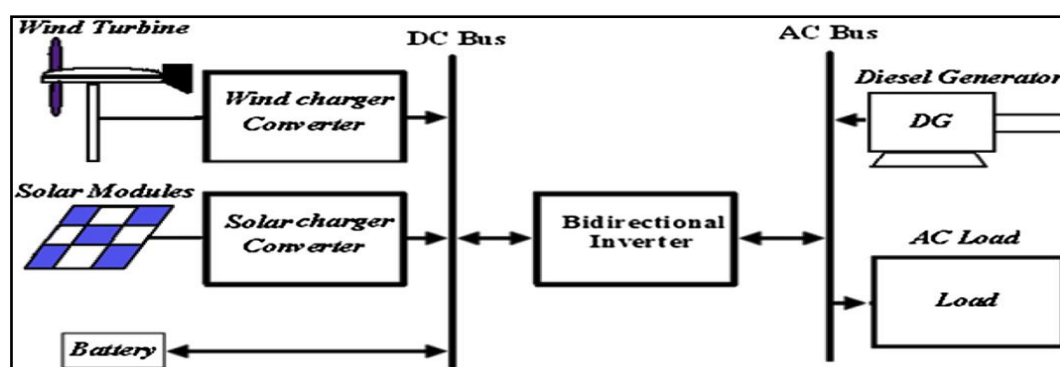 Wind Turbine
DC Bus
AC Bus
Wind charger
Converter
Diesel Generator
DG
Solar Modules
Solar charger
Converter
Bidirectional
Inverter
AC Load
Load
Battery